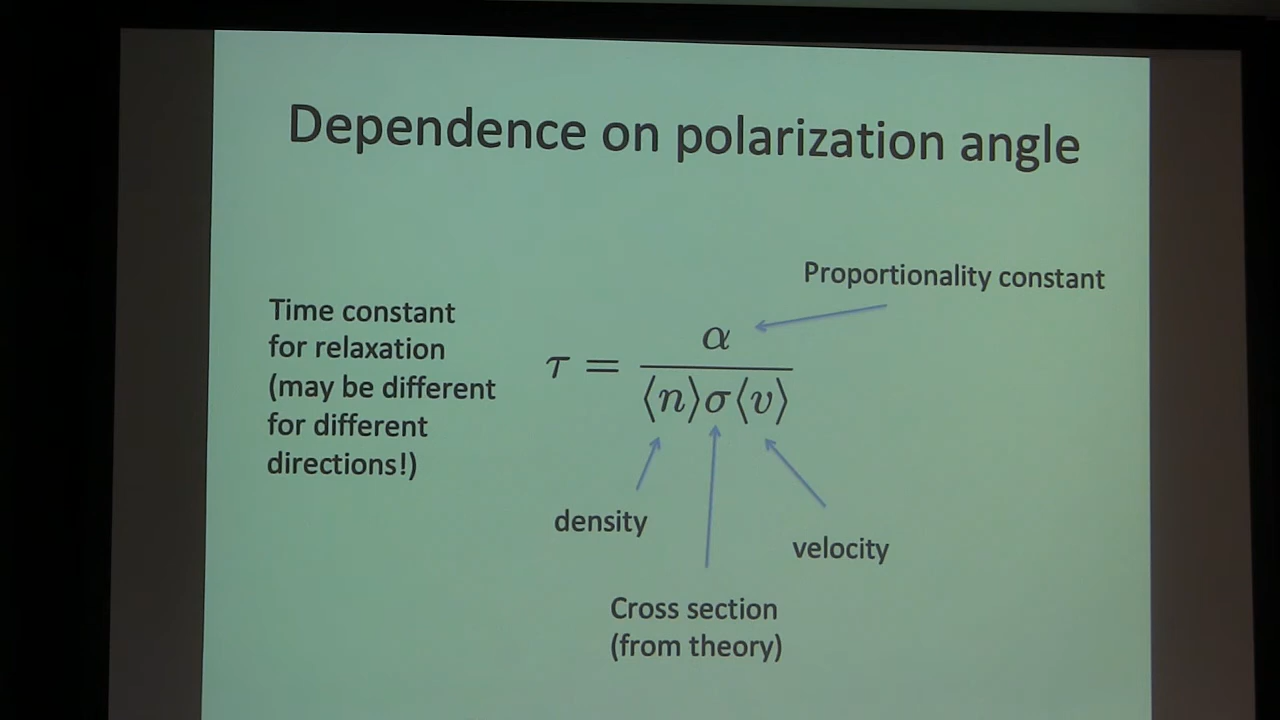 Dependence on polarization angle
Proportionality constant
Time constant
for relaxation
(may be different
for different
directions!)
τ = α / ⟨n⟩σ⟨v⟩
density
velocity
Cross section
(from theory)